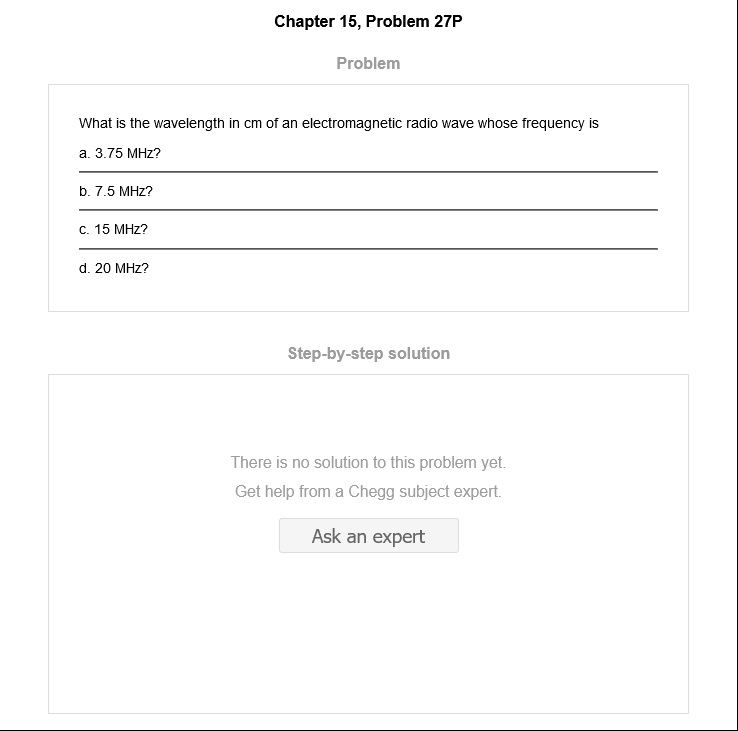 Chapter 15, Problem 27P
Problem
What is the wavelength in cm of an electromagnetic radio wave whose frequency is
a. 3.75 MHz?
b. 7.5 MHz?
c. 15 MHz?
d. 20 MHz?
Step-by-step solution
There is no solution to this problem yet.
Get help from a Chegg subject expert.
Ask an expert